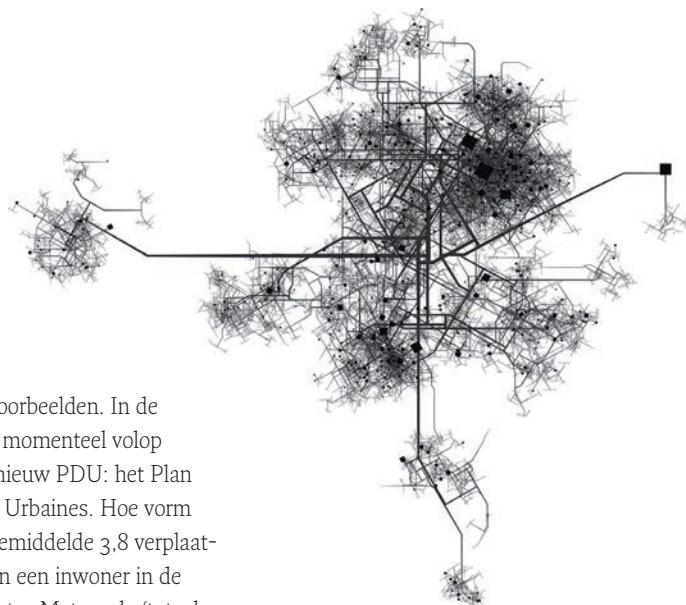 oorbeelden. In de
momenteel volop
nieuw PDU: het Plan
Urbaines. Hoe vorm
emiddelde 3,8 verplaat-
n een inwoner in de